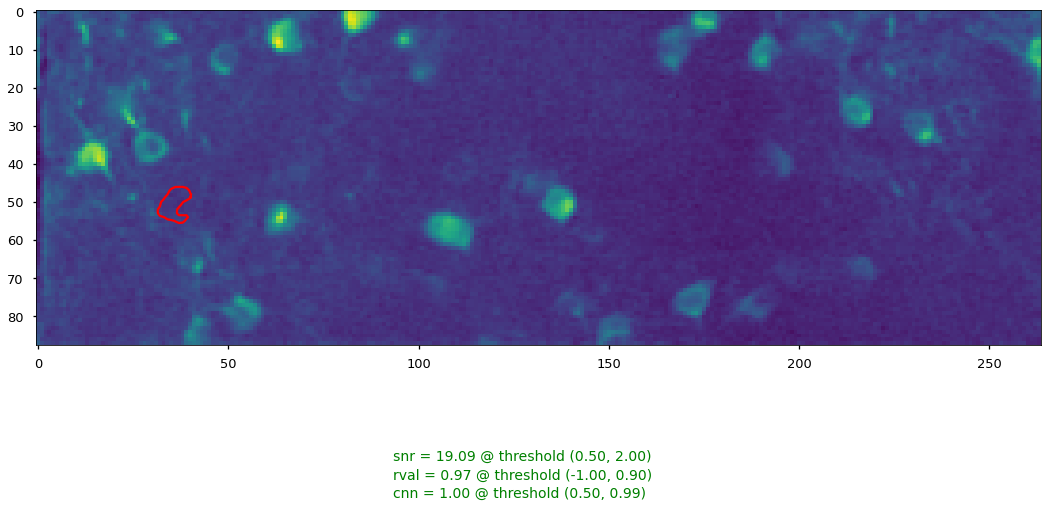 0
10
20
30
40
50
60
70
80
0 50 100 150 200 250
snr = 19.09 @ threshold (0.50, 2.00)
rval = 0.97 @ threshold (-1.00, 0.90)
cnn = 1.00 @ threshold (0.50, 0.99)